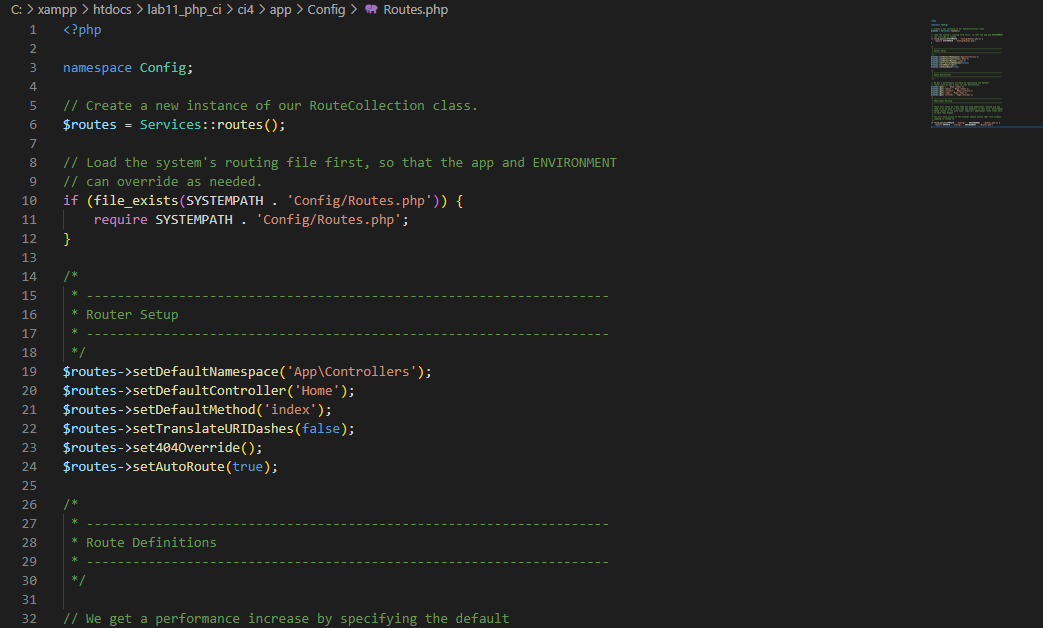 C: > xampp > htdocs > lab11_php_ci > ci4 > app > Config > Routes.php
1 <?php
2
3 namespace Config;
4
5 // Create a new instance of our RouteCollection class.
6 $routes = Services::routes();
7
8 // Load the system's routing file first, so that the app and ENVIRONMENT
9 // can override as needed.
10 if (file_exists(SYSTEMPATH . 'Config/Routes.php')) {
11     require SYSTEMPATH . 'Config/Routes.php';
12 }
13
14 /*
15  * --------------------------------------------------------------------
16  * Router Setup
17  * --------------------------------------------------------------------
18  */
19 $routes->setDefaultNamespace('App\Controllers');
20 $routes->setDefaultController('Home');
21 $routes->setDefaultMethod('index');
22 $routes->setTranslateURIDashes(false);
23 $routes->set404Override();
24 $routes->setAutoRoute(true);
25
26 /*
27  * --------------------------------------------------------------------
28  * Route Definitions
29  * --------------------------------------------------------------------
30  */
31
32 // We get a performance increase by specifying the default